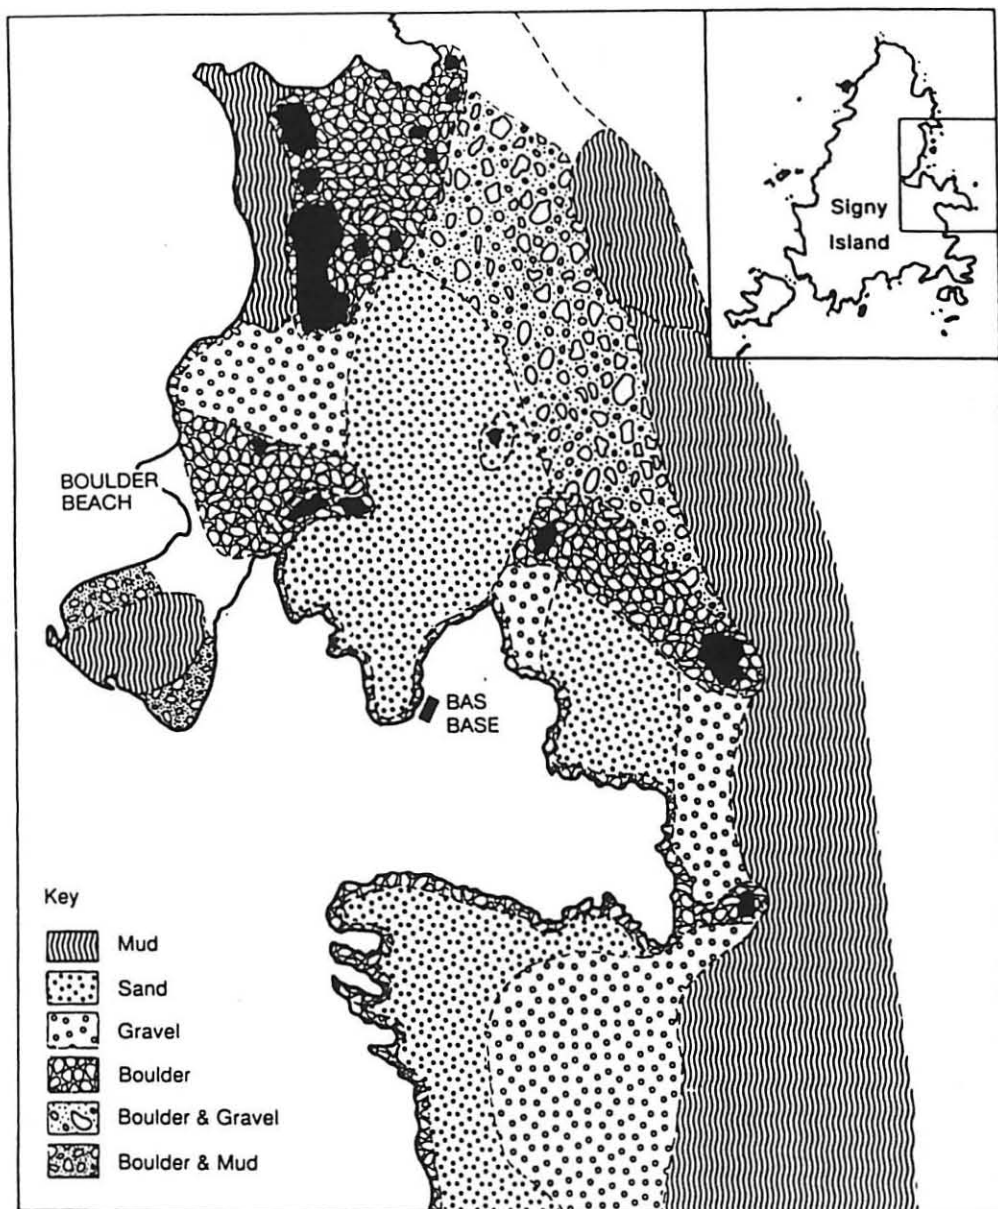 Signy
Island
BOULDER
BEACH
BAS
BASE
Key
Mud
Sand
Gravel
Boulder
Boulder & Gravel
Boulder & Mud